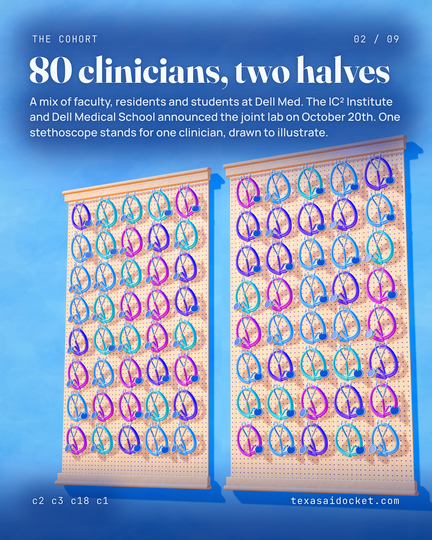 THE COHORT
02 / 09
80 clinicians, two halves
A mix of faculty, residents and students at Dell Med. The IC² Institute
and Dell Medical School announced the joint lab on October 20th. One
stethoscope stands for one clinician, drawn to illustrate.
c2 c3 c18 c1
texasaidocket.com